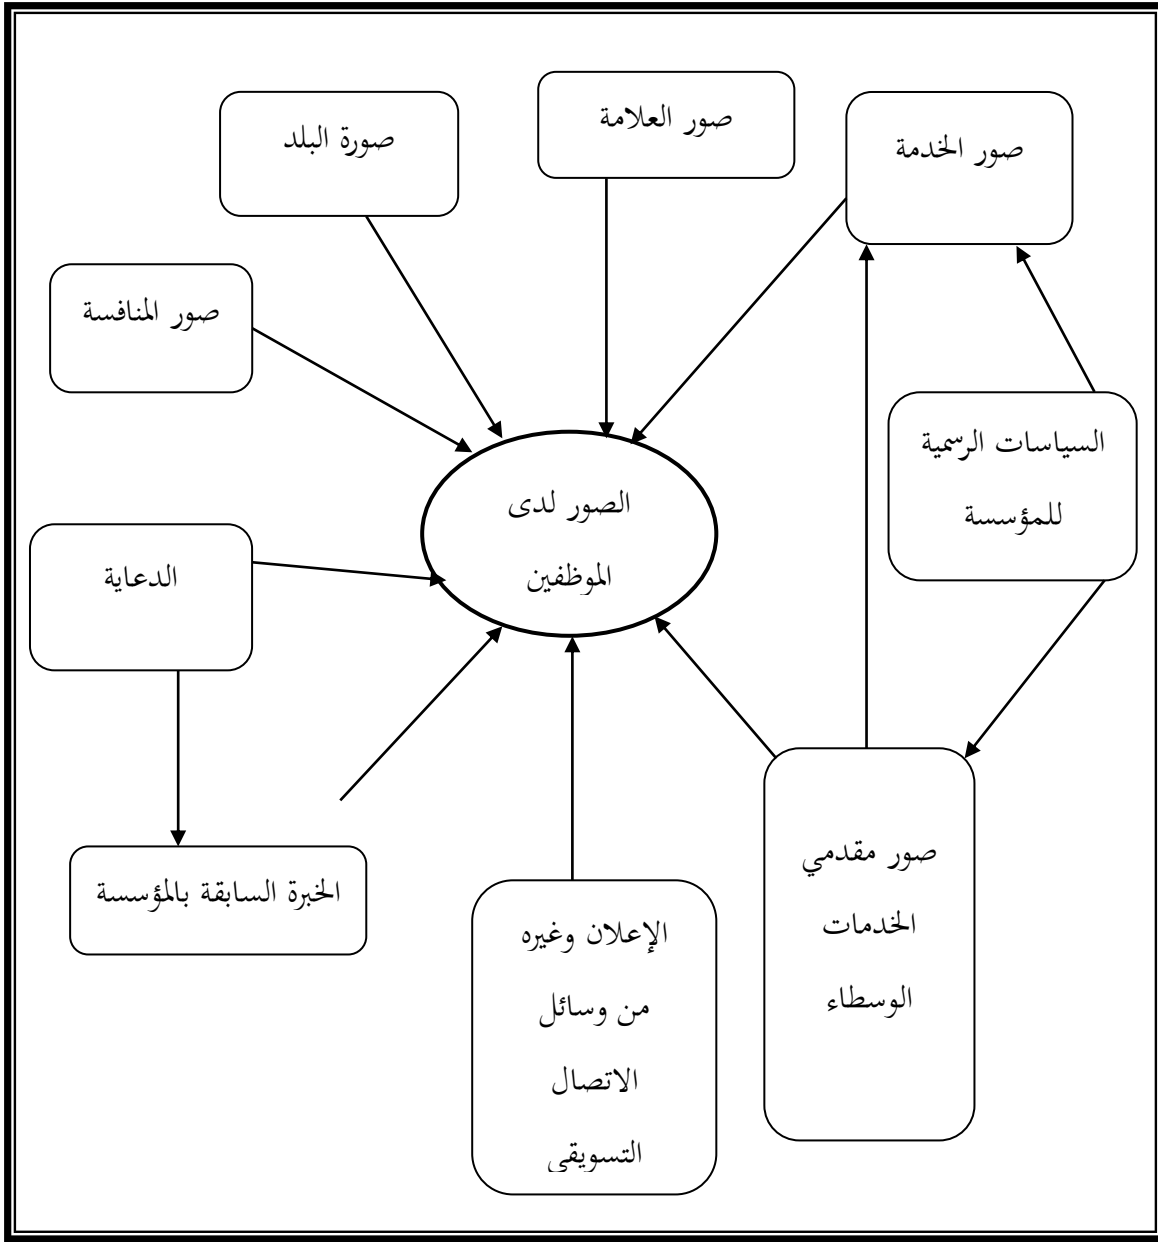 صور العلامة
صورة البلد
صور الخدمة
صور المنافسة
السياسات الرسمية
للمؤسسة
الصور لدى
الموظفين
الدعاية
صور مقدمي
الخدمات
الوسطاء
الخبرة السابقة بالمؤسسة
الإعلان وغيره
من وسائل
الاتصال
التسويقي